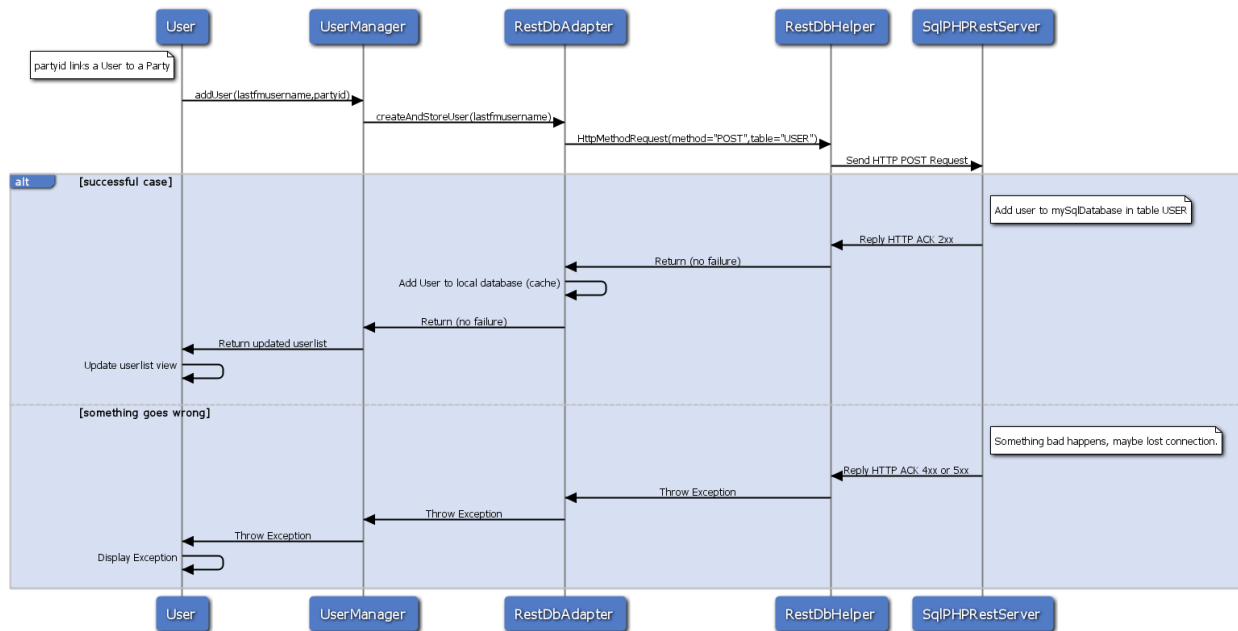 User
UserManager
RestDbAdapter
RestDbHelper
SqlPHPRestServer
partyid links a User to a Party
addUser(lastfmusername,partyid)
createAndStoreUser(lastfmusername)
HttpMethodRequest(method="POST",table="USER")
Send HTTP POST Request
alt
[successful case]
Add user to mySqlDatabase in table USER
Reply HTTP ACK 2xx
Return (no failure)
Add User to local database (cache)
Return (no failure)
Return updated userlist
Update userlist view
[something goes wrong]
Something bad happens, maybe lost connection.
Reply HTTP ACK 4xx or 5xx
Throw Exception
Throw Exception
Throw Exception
Display Exception
User
UserManager
RestDbAdapter
RestDbHelper
SqlPHPRestServer